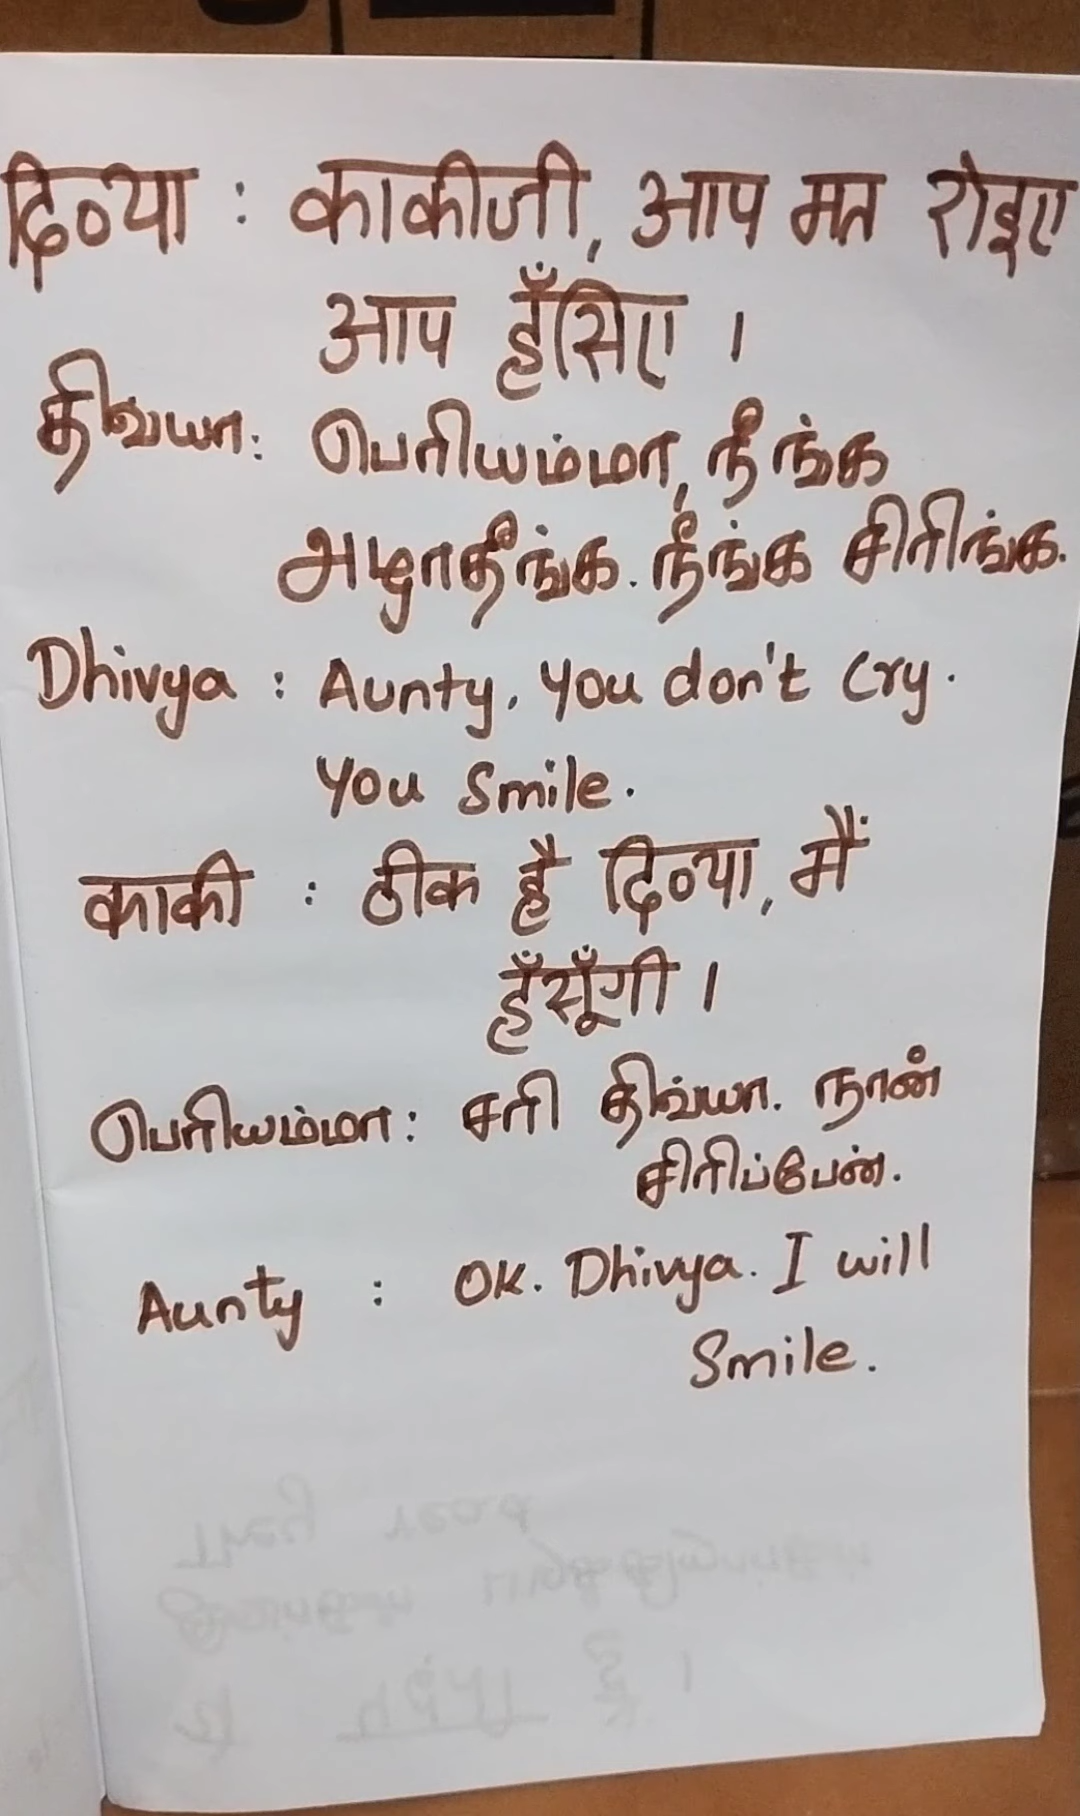 दिव्या : काकीजी, आप मत रोइए
आप हँसिए ।
திவ்யா: பெரியம்மா, நீங்க
அழாதீங்க. நீங்க சிரிங்க.
Dhivya : Aunty, you don't cry.
you smile.
काकी : ठीक है दिव्या, मैं
हँसूँगी ।
பெரியம்மா: சரி திவ்யா. நான்
சிரிப்பேன்.
Aunty : OK. Dhivya. I will
Smile.